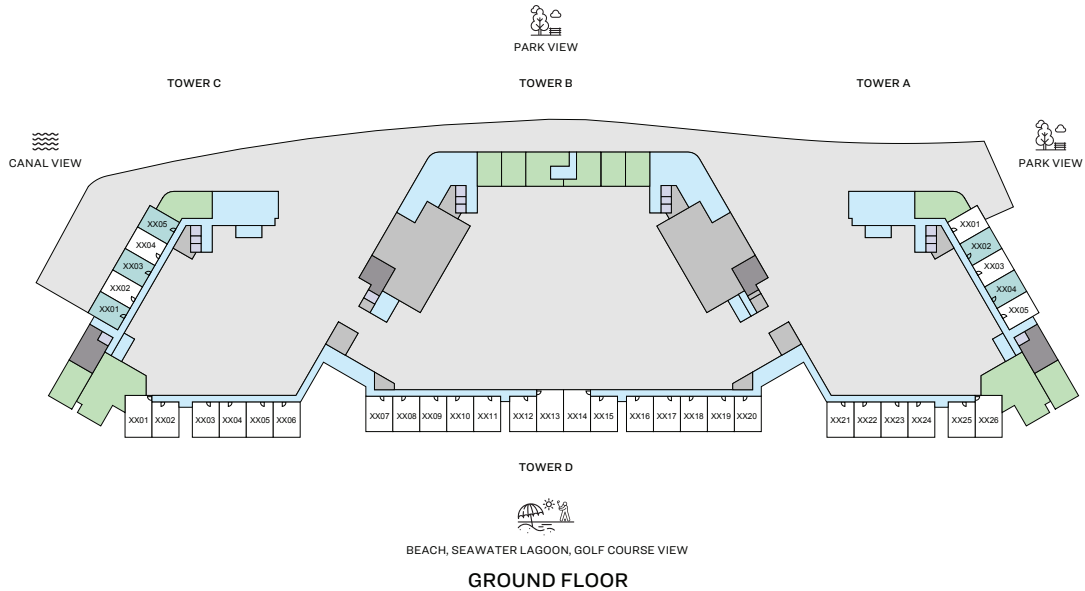 PARK VIEW
TOWER C
TOWER B
TOWER A
CANAL VIEW
PARK VIEW
XX05
XX04
XX03
XX02
XX01
XX01
XX02
XX03
XX04
XX05
XX01 XX02 XX03 XX04 XX05 XX06 XX07 XX08 XX09 XX10 XX11 XX12 XX13 XX14 XX15 XX16 XX17 XX18 XX19 XX20 XX21 XX22 XX23 XX24 XX25 XX26
TOWER D
BEACH, SEAWATER LAGOON, GOLF COURSE VIEW
GROUND FLOOR